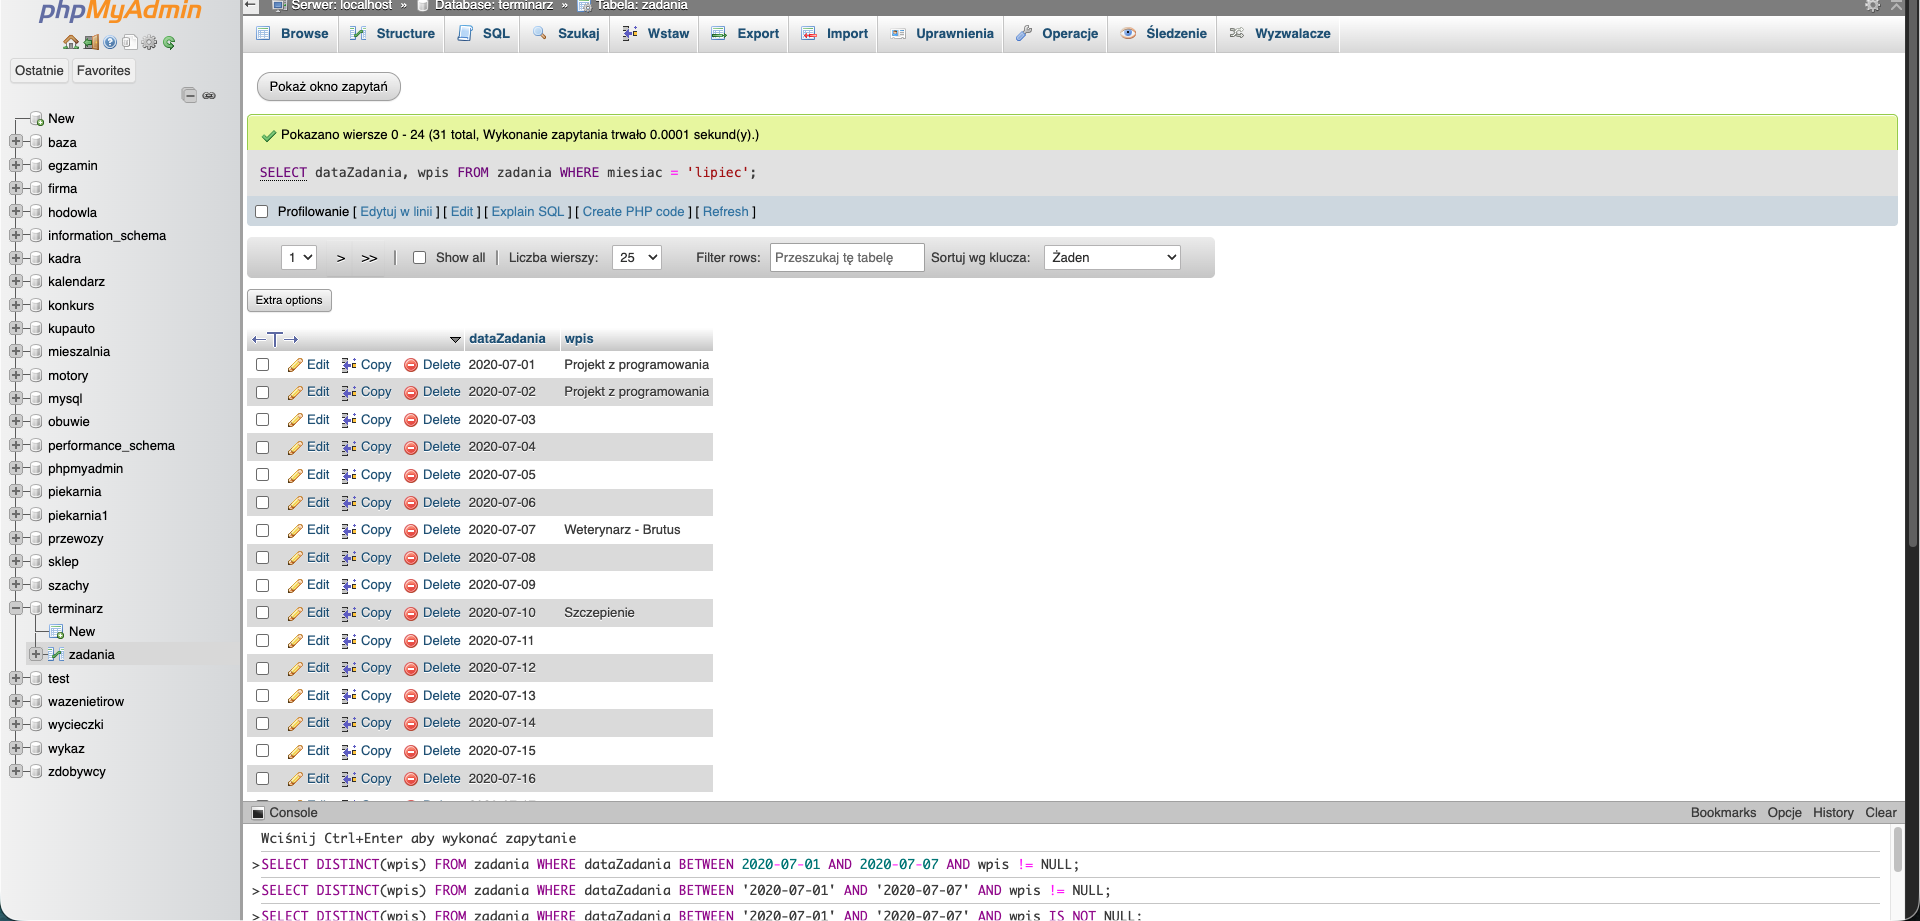 phpMyAdmin
Ostatnie Favorites
New
baza
egzamin
firma
hodowla
information_schema
kadra
kalendarz
konkurs
kupauto
mieszalnia
motory
mysql
obuwie
performance_schema
phpmyadmin
piekarnia
piekarnia1
przewozy
sklep
szachy
terminarz
New
zadania
test
wazenietirow
wycieczki
wykaz
zdobywcy
Serwer: localhost » Database: terminarz » Tabela: zadania
Browse Structure SQL Szukaj Wstaw Export Import Uprawnienia Operacje Śledzenie Wyzwalacze
Pokaż okno zapytań
Pokazano wiersze 0 - 24 (31 total, Wykonanie zapytania trwało 0.0001 sekund(y).)
SELECT dataZadania, wpis FROM zadania WHERE miesiac = 'lipiec';
Profilowanie [ Edytuj w linii ] [ Edit ] [ Explain SQL ] [ Create PHP code ] [ Refresh ]
1 > >> | Show all | Liczba wierszy: 25 Filter rows: Przeszukaj tę tabelę Sortuj wg klucza: Żaden
Extra options
←T→ dataZadania wpis
Edit Copy Delete 2020-07-01 Projekt z programowania
Edit Copy Delete 2020-07-02 Projekt z programowania
Edit Copy Delete 2020-07-03
Edit Copy Delete 2020-07-04
Edit Copy Delete 2020-07-05
Edit Copy Delete 2020-07-06
Edit Copy Delete 2020-07-07 Weterynarz - Brutus
Edit Copy Delete 2020-07-08
Edit Copy Delete 2020-07-09
Edit Copy Delete 2020-07-10 Szczepienie
Edit Copy Delete 2020-07-11
Edit Copy Delete 2020-07-12
Edit Copy Delete 2020-07-13
Edit Copy Delete 2020-07-14
Edit Copy Delete 2020-07-15
Edit Copy Delete 2020-07-16
Console Bookmarks Opcje History Clear
Wciśnij Ctrl+Enter aby wykonać zapytanie
>SELECT DISTINCT(wpis) FROM zadania WHERE dataZadania BETWEEN 2020-07-01 AND 2020-07-07 AND wpis != NULL;
>SELECT DISTINCT(wpis) FROM zadania WHERE dataZadania BETWEEN '2020-07-01' AND '2020-07-07' AND wpis != NULL;
>SELECT DISTINCT(wpis) FROM zadania WHERE dataZadania BETWEEN '2020-07-01' AND '2020-07-07' AND wpis IS NOT NULL;